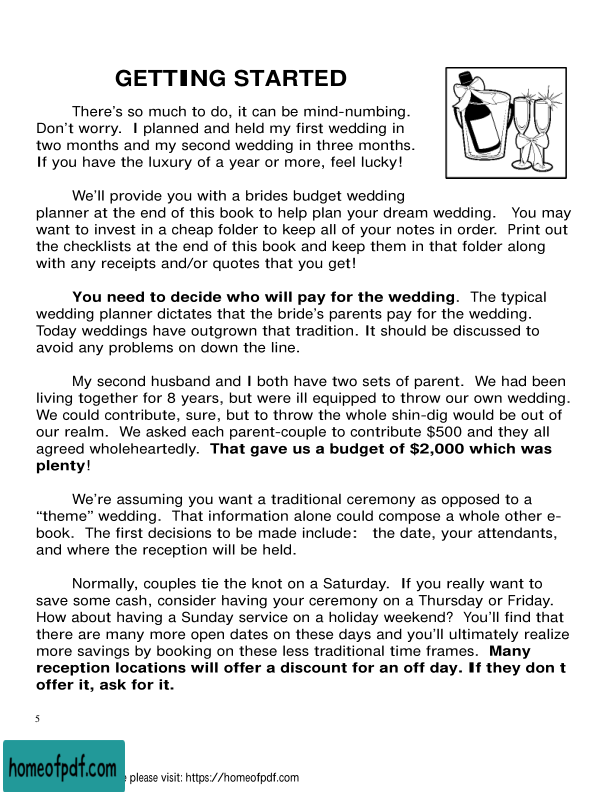 GETTING STARTED
There's so much to do, it can be mind-numbing.
Don't worry.  I planned and held my first wedding in
two months and my second wedding in three months.
If you have the luxury of a year or more, feel lucky!
We'll provide you with a brides budget wedding
planner at the end of this book to help plan your dream wedding.   You may
want to invest in a cheap folder to keep all of your notes in order.  Print out
the checklists at the end of this book and keep them in that folder along
with any receipts and/or quotes that you get!
You need to decide who will pay for the wedding.  The typical
wedding planner dictates that the bride's parents pay for the wedding.
Today weddings have outgrown that tradition. It should be discussed to
avoid any problems on down the line.
My second husband and I both have two sets of parent.  We had been
living together for 8 years, but were ill equipped to throw our own wedding.
We could contribute, sure, but to throw the whole shin-dig would be out of
our realm.  We asked each parent-couple to contribute $500 and they all
agreed wholeheartedly.  That gave us a budget of $2,000 which was
plenty!
We're assuming you want a traditional ceremony as opposed to a
“theme” wedding.  That information alone could compose a whole other e-
book.  The first decisions to be made include:   the date, your attendants,
and where the reception will be held.
Normally, couples tie the knot on a Saturday.  If you really want to
save some cash, consider having your ceremony on a Thursday or Friday.
How about having a Sunday service on a holiday weekend?  You'll find that
there are many more open dates on these days and you'll ultimately realize
more savings by booking on these less traditional time frames.  Many
reception locations will offer a discount for an off day. If they don t
offer it, ask for it.
5
homeofpdf.com
e please visit: https://homeofpdf.com